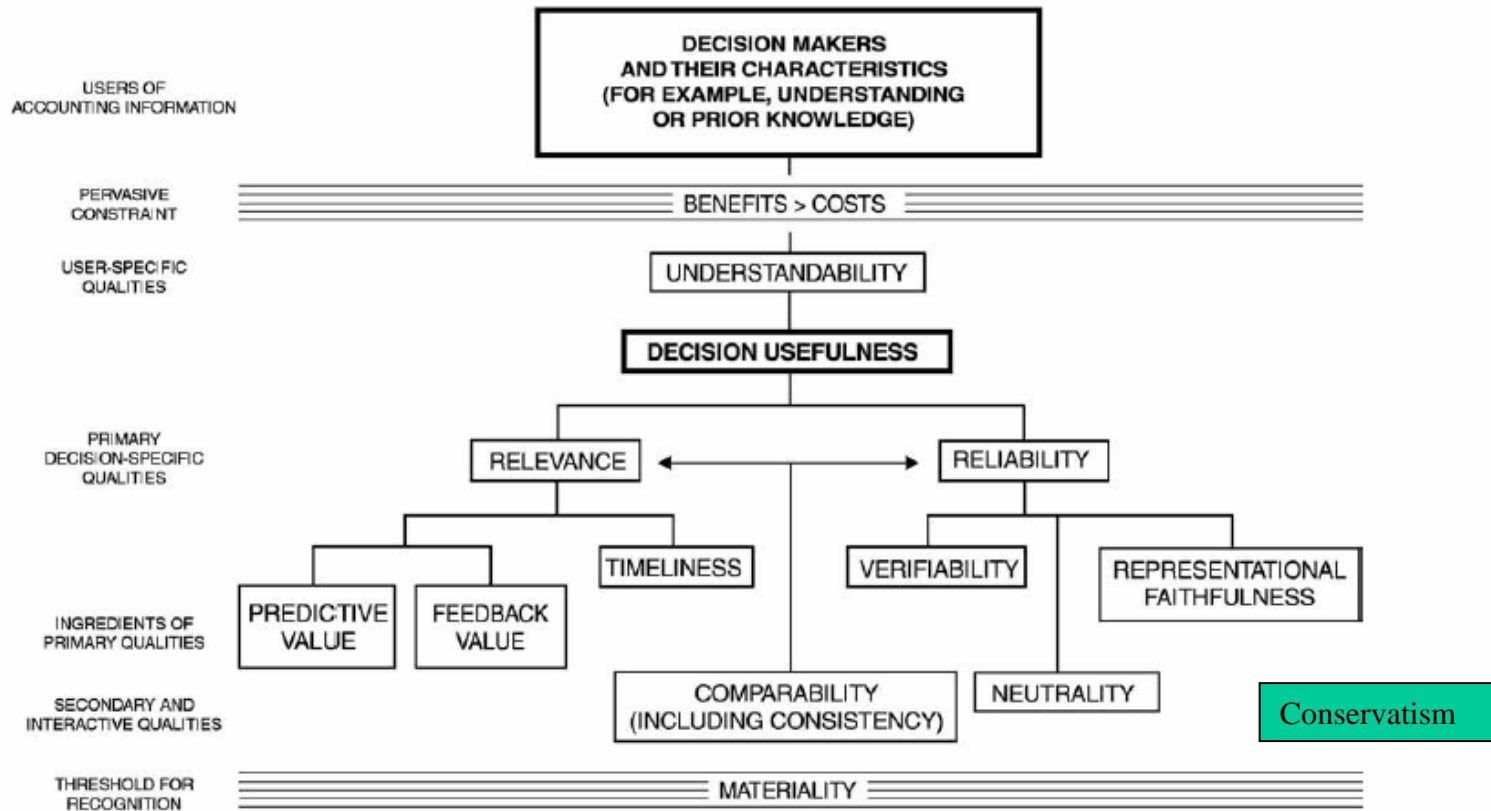 USERS OF
ACCOUNTING INFORMATION
DECISION MAKERS
AND THEIR CHARACTERISTICS
(FOR EXAMPLE, UNDERSTANDING
OR PRIOR KNOWLEDGE)
PERVASIVE
CONSTRAINT
BENEFITS > COSTS
USER-SPECIFIC
QUALITIES
UNDERSTANDABILITY
DECISION USEFULNESS
PRIMARY
DECISION-SPECIFIC
QUALITIES
RELEVANCE
RELIABILITY
INGREDIENTS OF
PRIMARY QUALITIES
PREDICTIVE
VALUE
FEEDBACK
VALUE
TIMELINESS
VERIFIABILITY
REPRESENTATIONAL
FAITHFULNESS
SECONDARY AND
INTERACTIVE QUALITIES
COMPARABILITY
(INCLUDING CONSISTENCY)
NEUTRALITY
Conservatism
THRESHOLD FOR
RECOGNITION
MATERIALITY